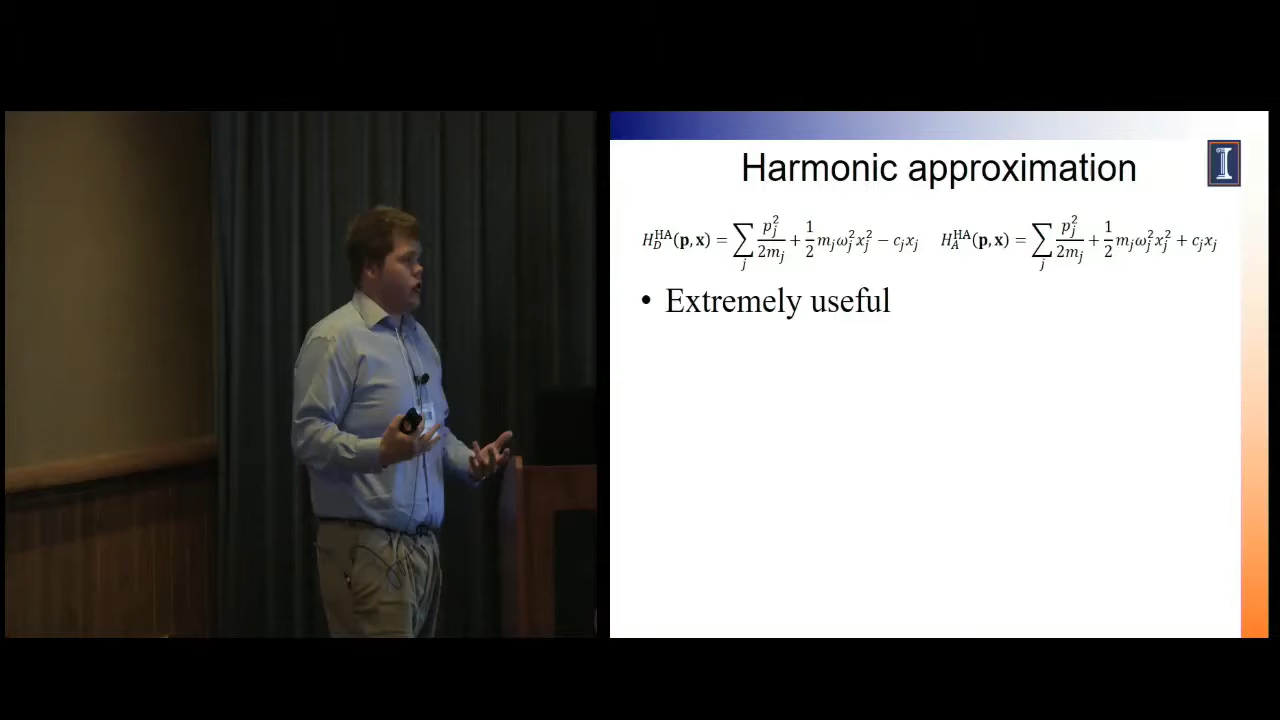 Harmonic approximation
I
H_D^HA(p, x) = ∑_j p_j^2/2m_j + 1/2 m_j ω_j^2 x_j^2 − c_j x_j H_A^HA(p, x) = ∑_j p_j^2/2m_j + 1/2 m_j ω_j^2 x_j^2 + c_j x_j
• Extremely useful